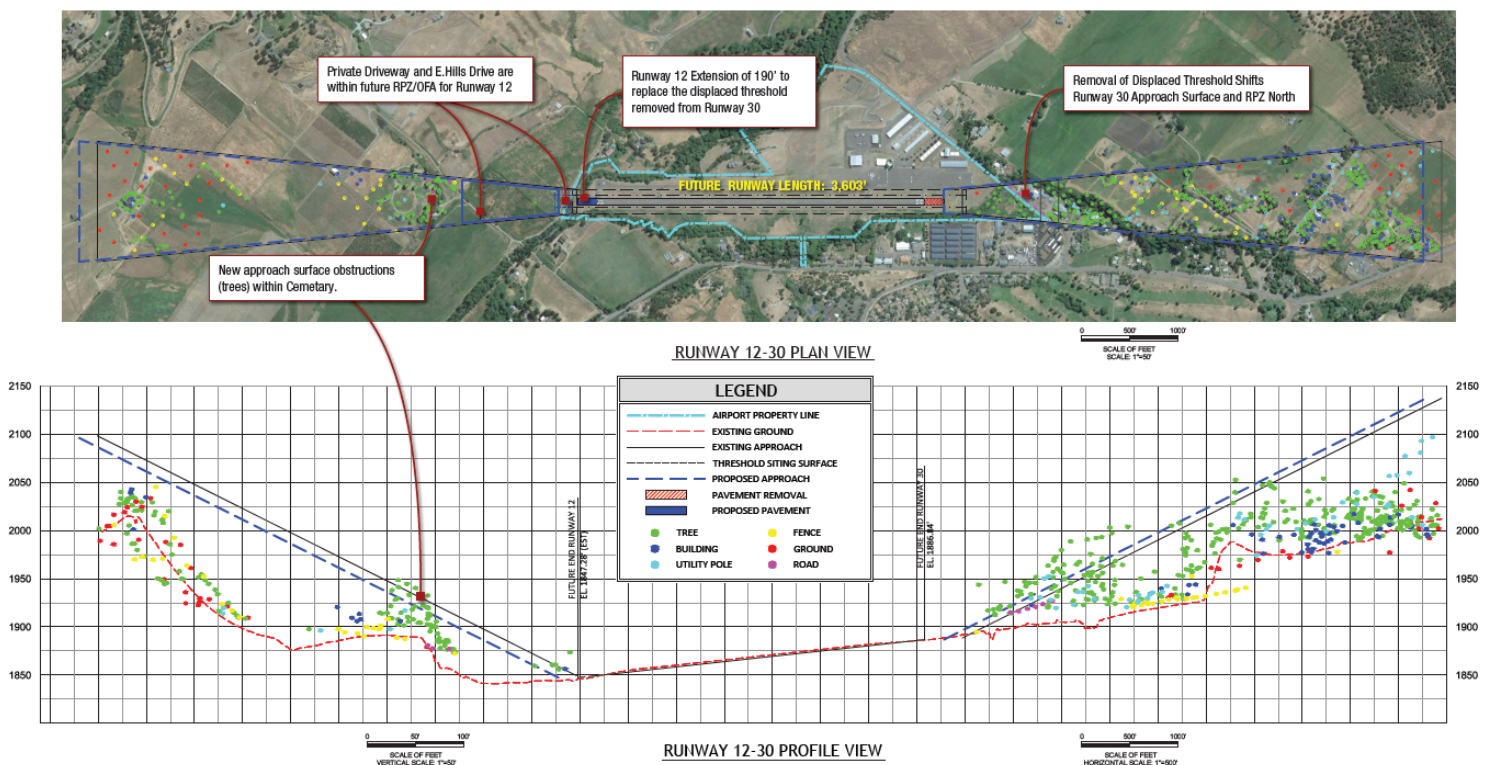 Private Driveway and E.Hills Drive are
within future RPZ/OFA for Runway 12
Runway 12 Extension of 190' to
replace the displaced threshold
removed from Runway 30
Removal of Displaced Threshold Shifts
Runway 30 Approach Surface and RPZ North
FUTURE RUNWAY LENGTH: 3,603'
New approach surface obstructions
(trees) within Cemetary.
RUNWAY 12-30 PLAN VIEW
0 500' 1000'
SCALE OF FEET
SCALE: 1"=50'
2150
2100
2050
2000
1950
1900
1850
LEGEND
AIRPORT PROPERTY LINE
EXISTING GROUND
EXISTING APPROACH
THRESHOLD SITING SURFACE
PROPOSED APPROACH
PAVEMENT REMOVAL
PROPOSED PAVEMENT
TREE FENCE
BUILDING GROUND
UTILITY POLE ROAD
FUTURE END RUNWAY 12
EL. 1847.28' (EST)
FUTURE END RUNWAY 30
EL. 1886.84'
2150
2100
2050
2000
1950
1900
1850
0 50' 100'
SCALE OF FEET
VERTICAL SCALE: 1"=50'
RUNWAY 12-30 PROFILE VIEW
0 500' 1000'
SCALE OF FEET
HORIZONTAL SCALE: 1"=500'